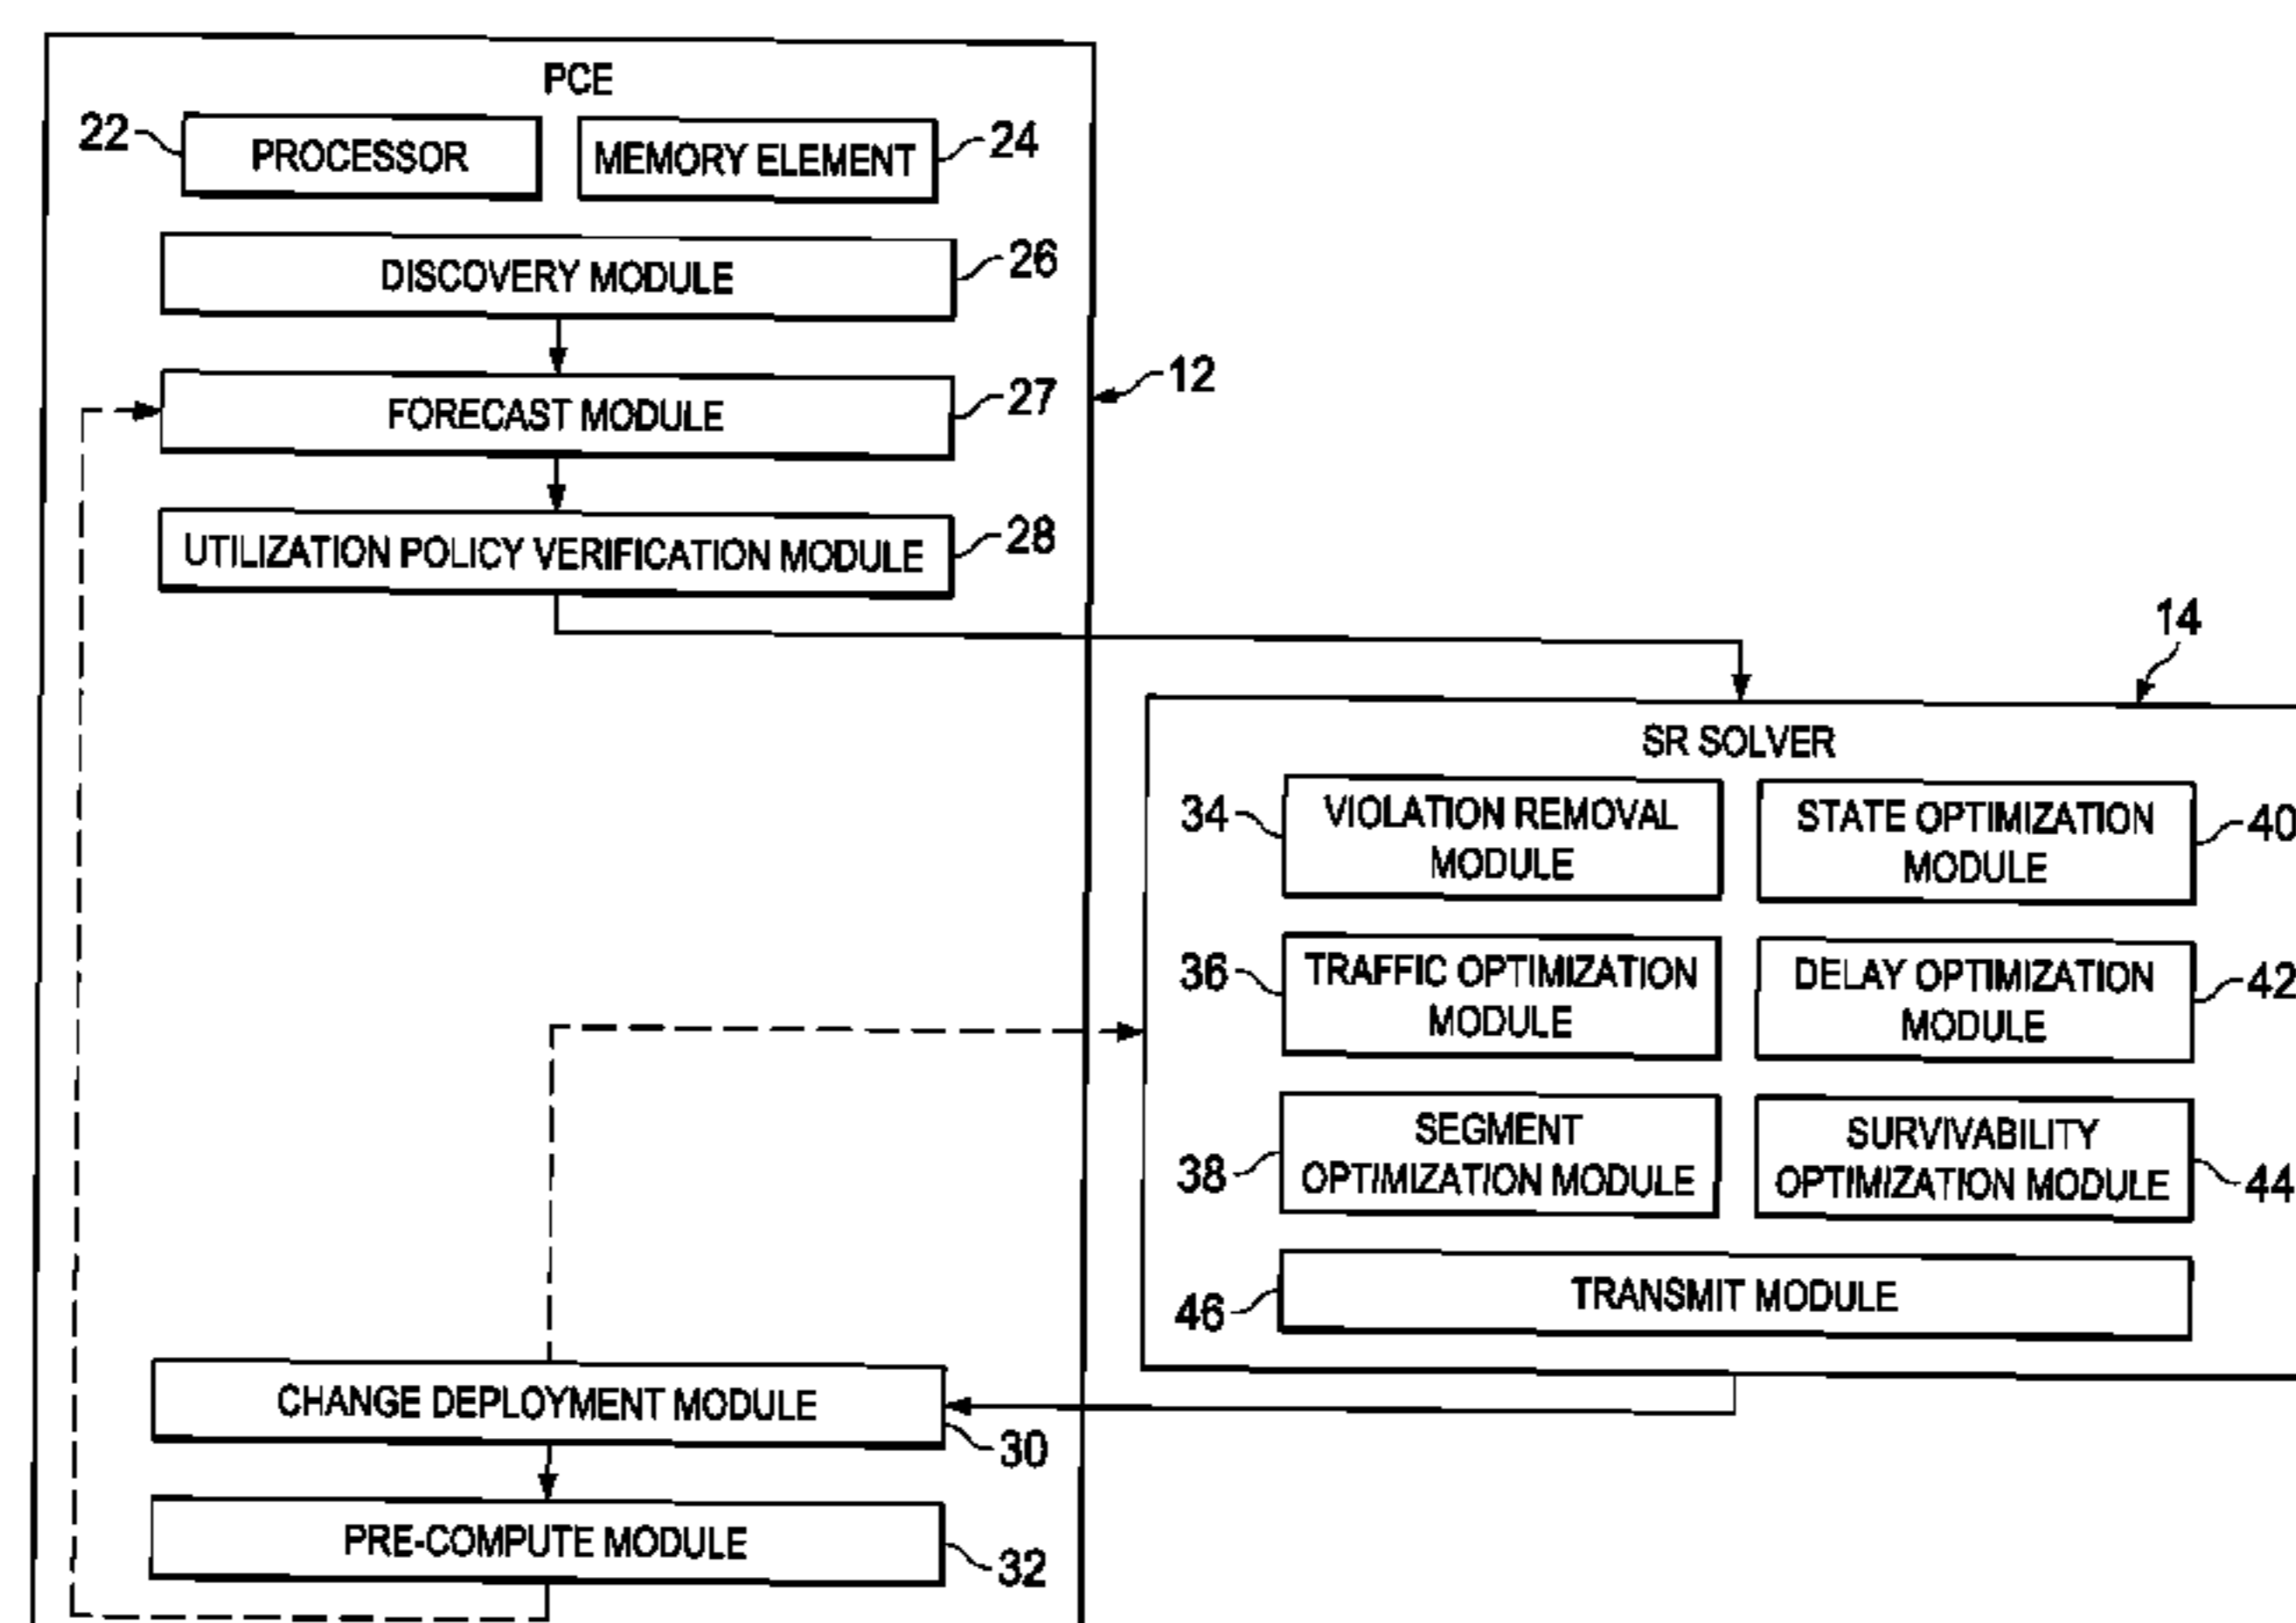 PCE
22
PROCESSOR
MEMORY ELEMENT
24
DISCOVERY MODULE
26
FORECAST MODULE
27
12
UTILIZATION POLICY VERIFICATION MODULE
28
14
SR SOLVER
34
VIOLATION REMOVAL
MODULE
STATE OPTIMIZATION
MODULE
40
36
TRAFFIC OPTIMIZATION
MODULE
DELAY OPTIMIZATION
MODULE
42
38
SEGMENT
OPTIMIZATION MODULE
SURVIVABILITY
OPTIMIZATION MODULE
44
46
TRANSMIT MODULE
CHANGE DEPLOYMENT MODULE
30
PRE-COMPUTE MODULE
32